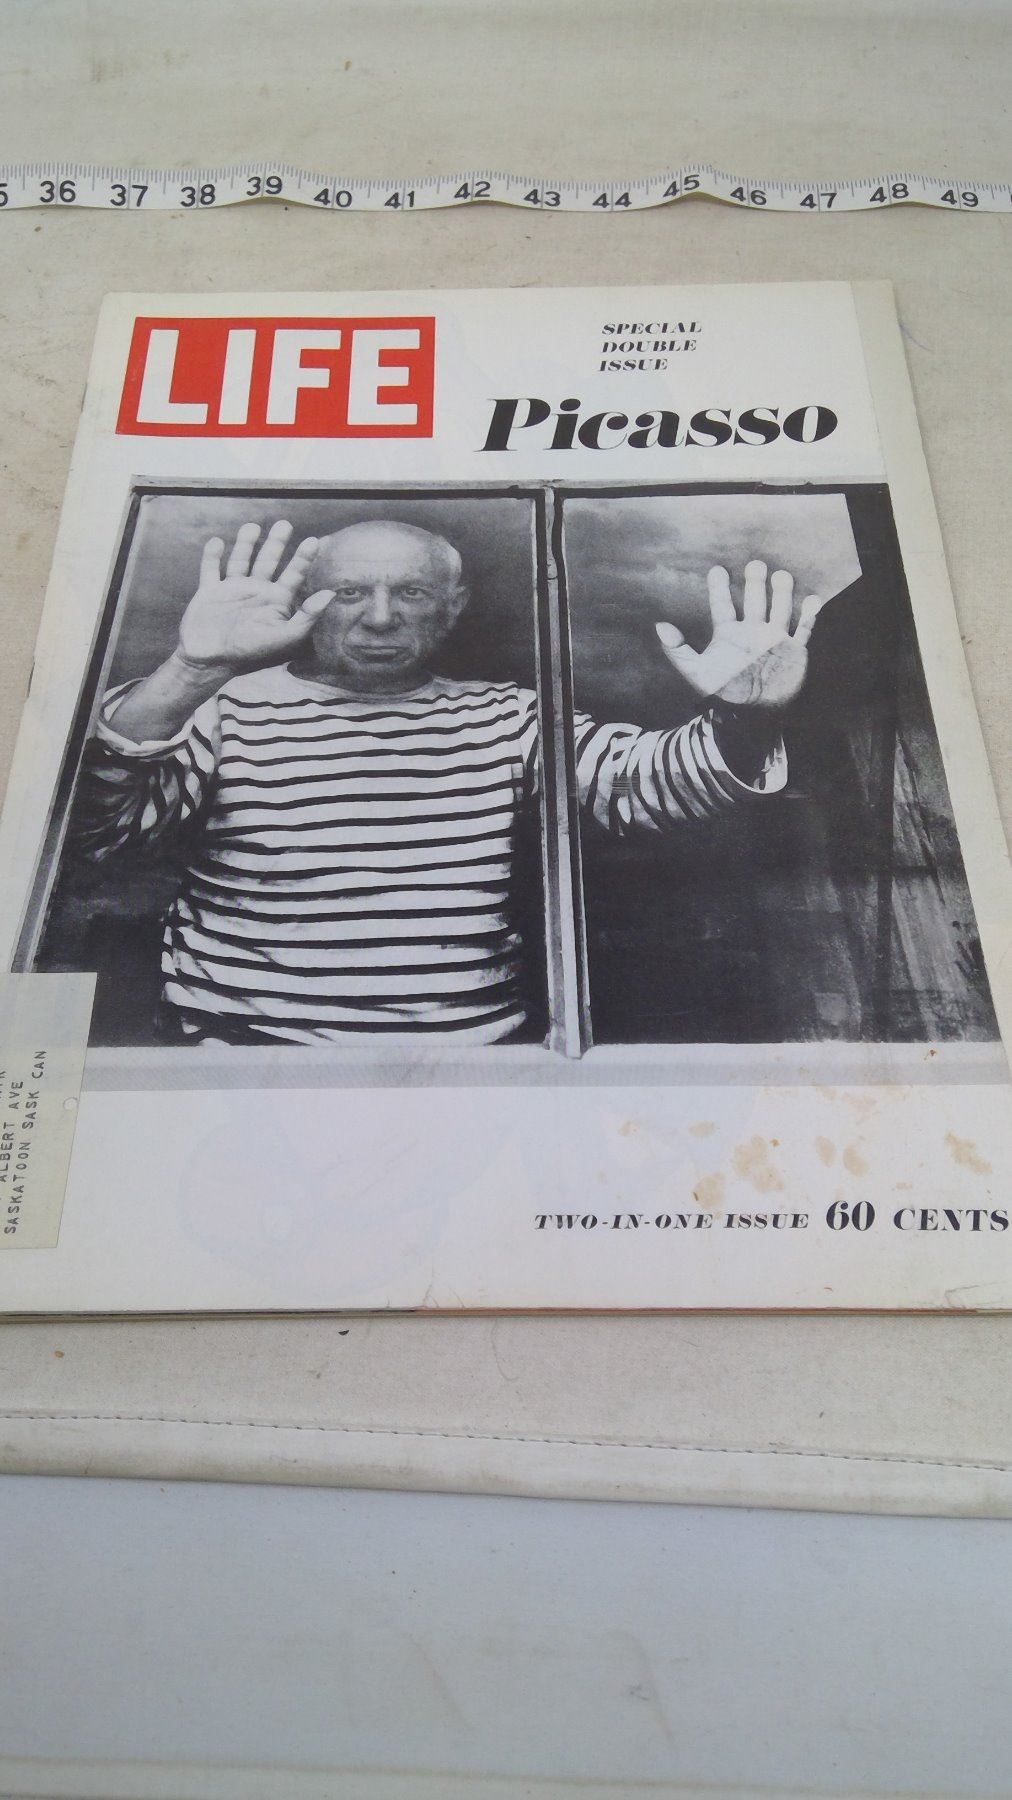 36 37 38 39 40 41 42 43 44 45 46 47 48 49
LIFE
SPECIAL
DOUBLE
ISSUE
Picasso
ALBERT AVE
SASKATOON SASK CAN
TWO-IN-ONE ISSUE 60 CENTS